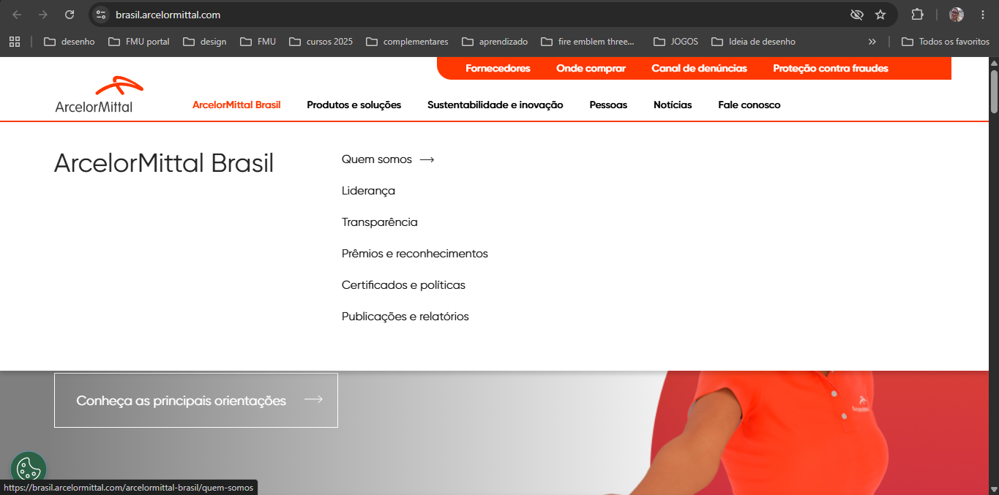 brasil.arcelormittal.com
desenho FMU portal design FMU cursos 2025 complementares aprendizado fire emblem three... JOGOS Ideia de desenho » Todos os favoritos
Fornecedores Onde comprar Canal de denúncias Proteção contra fraudes
ArcelorMittal
ArcelorMittal Brasil Produtos e soluções Sustentabilidade e inovação Pessoas Notícias Fale conosco
ArcelorMittal Brasil
Quem somos
Liderança
Transparência
Prêmios e reconhecimentos
Certificados e políticas
Publicações e relatórios
Conheça as principais orientações
https://brasil.arcelormittal.com/arcelormittal-brasil/quem-somos